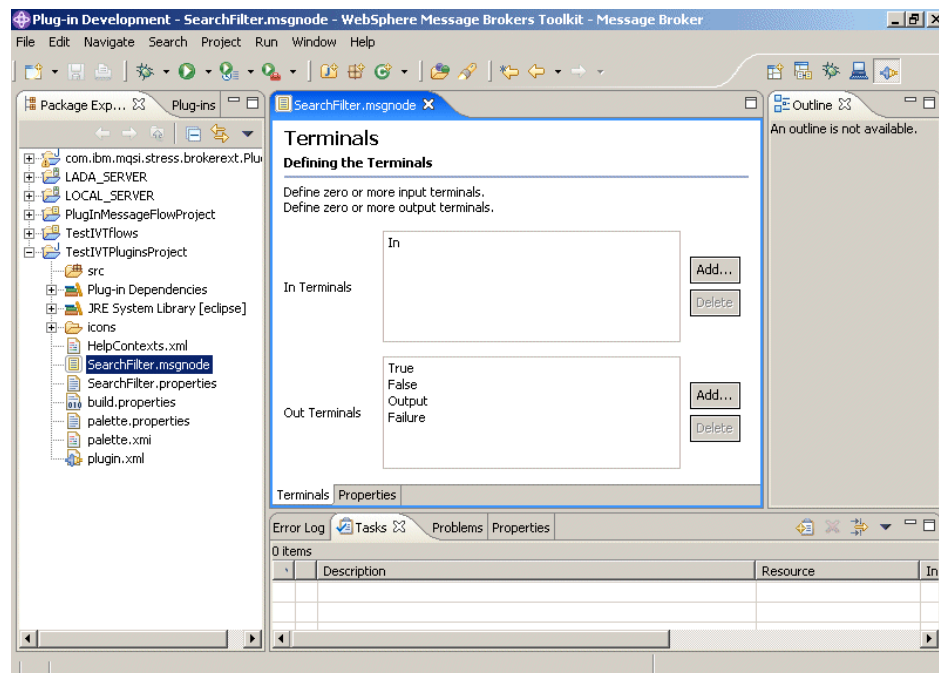 Plug-in Development - SearchFilter.msgnode - WebSphere Message Brokers Toolkit - Message Broker
File Edit Navigate Search Project Run Window Help
Package Exp... Plug-ins
com.ibm.mqsi.stress.brokerext.Plu
LADA_SERVER
LOCAL_SERVER
PlugInMessageFlowProject
TestIVTflows
TestIVTPluginsProject
src
Plug-in Dependencies
JRE System Library [eclipse]
icons
HelpContexts.xml
SearchFilter.msgnode
SearchFilter.properties
build.properties
palette.properties
palette.xmi
plugin.xml
SearchFilter.msgnode
Terminals
Defining the Terminals
Define zero or more input terminals.
Define zero or more output terminals.
In Terminals
In
Add...
Delete
Out Terminals
True
False
Output
Failure
Add...
Delete
Terminals Properties
Outline
An outline is not available.
Error Log Tasks Problems Properties
0 items
Description Resource In